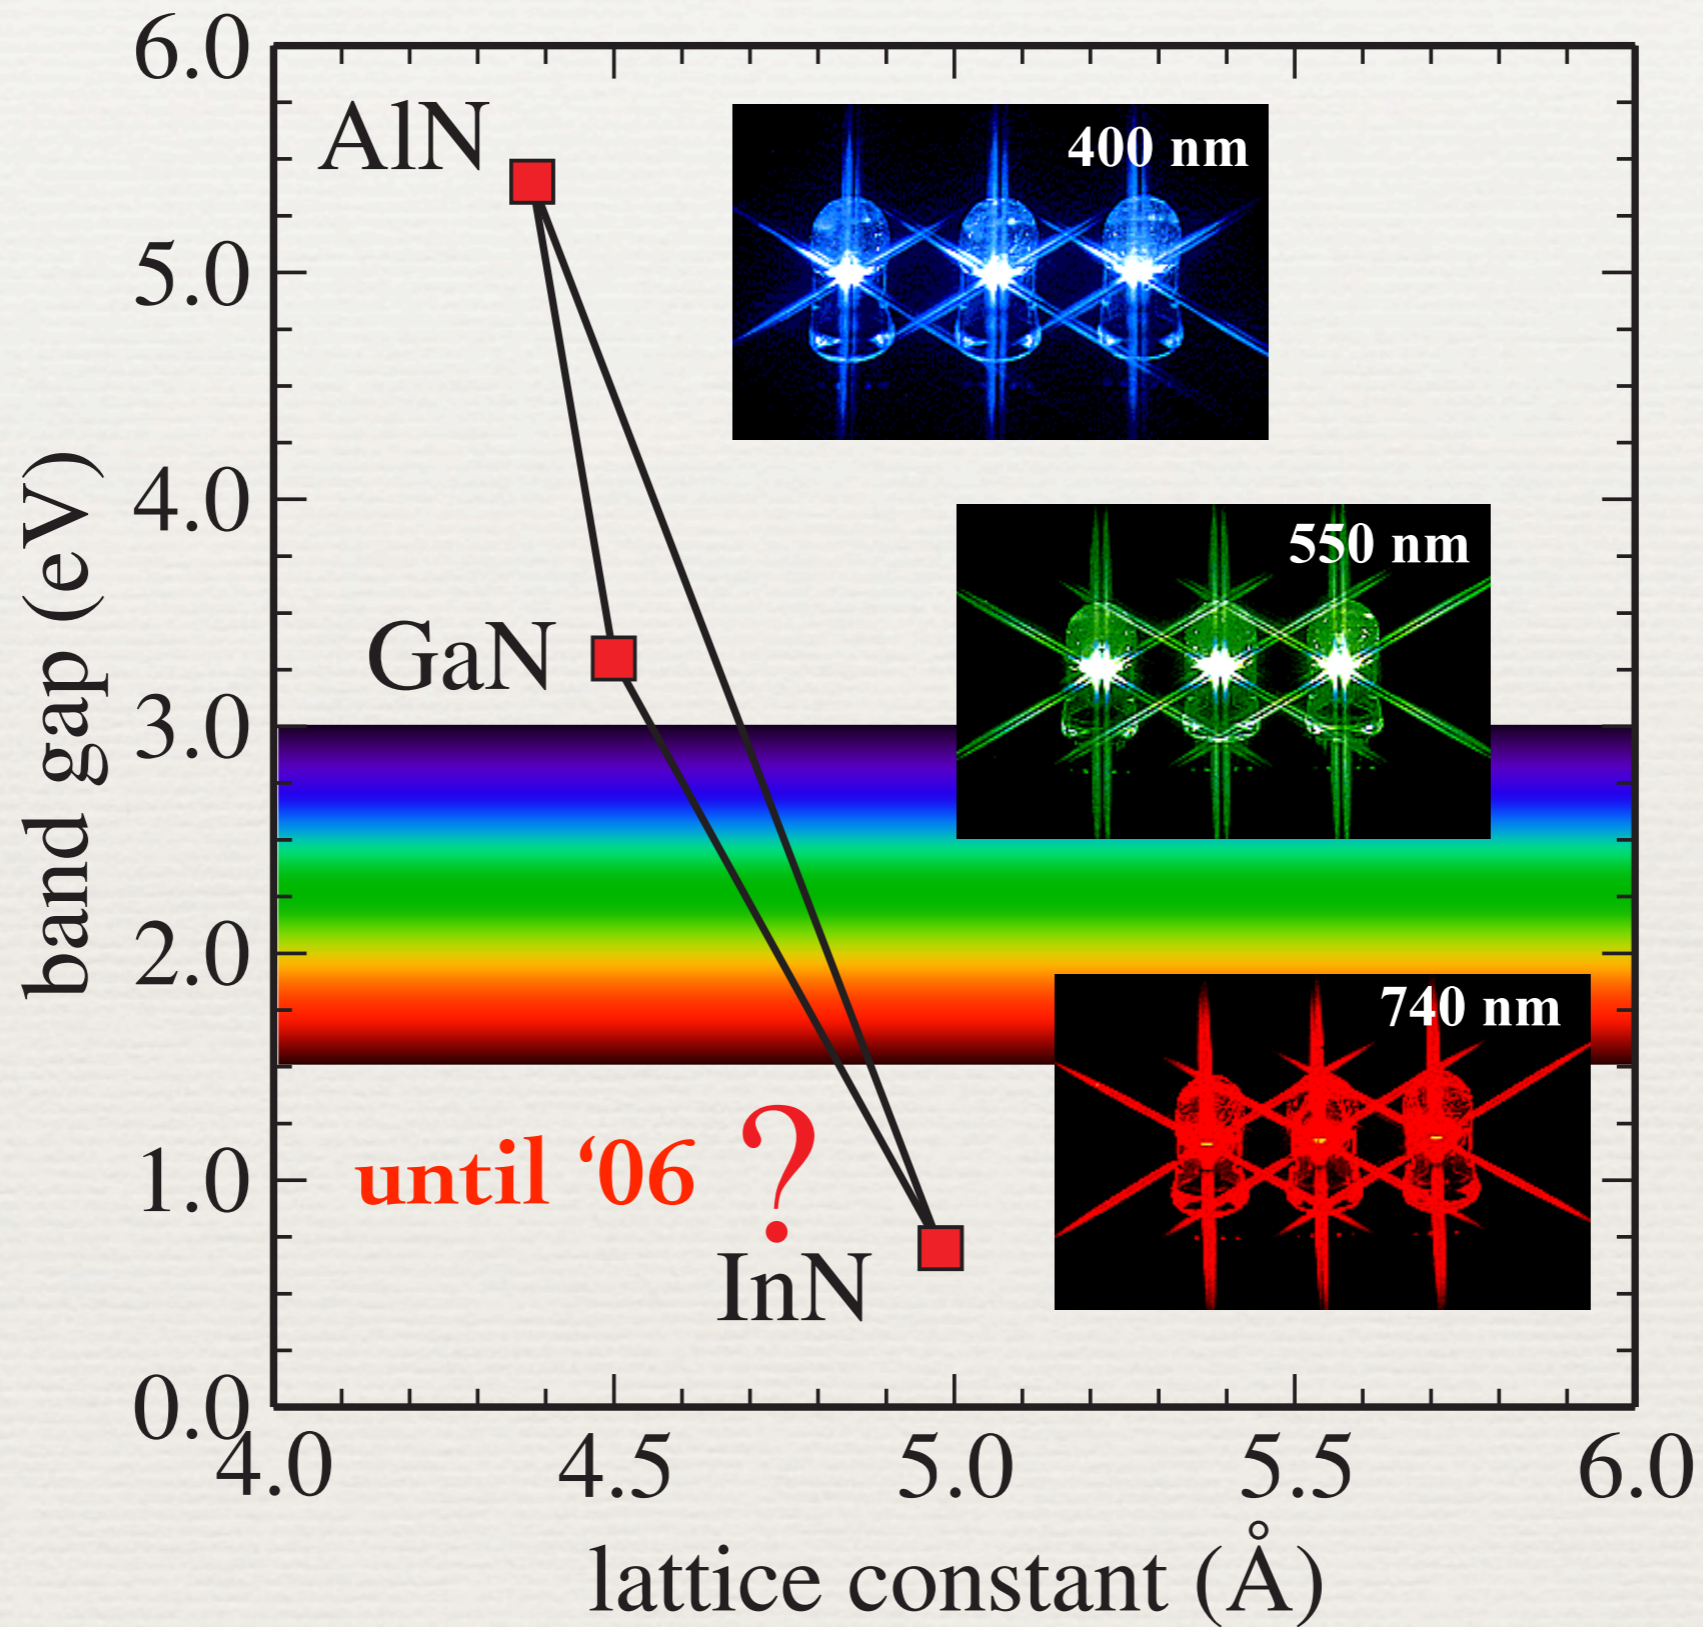 6.0
AlN
400 nm
5.0
4.0
550 nm
GaN
3.0
2.0
740 nm
until ‘06 ?
1.0
InN
0.0
4.0 4.5 5.0 5.5 6.0
band gap (eV)
lattice constant (Å)